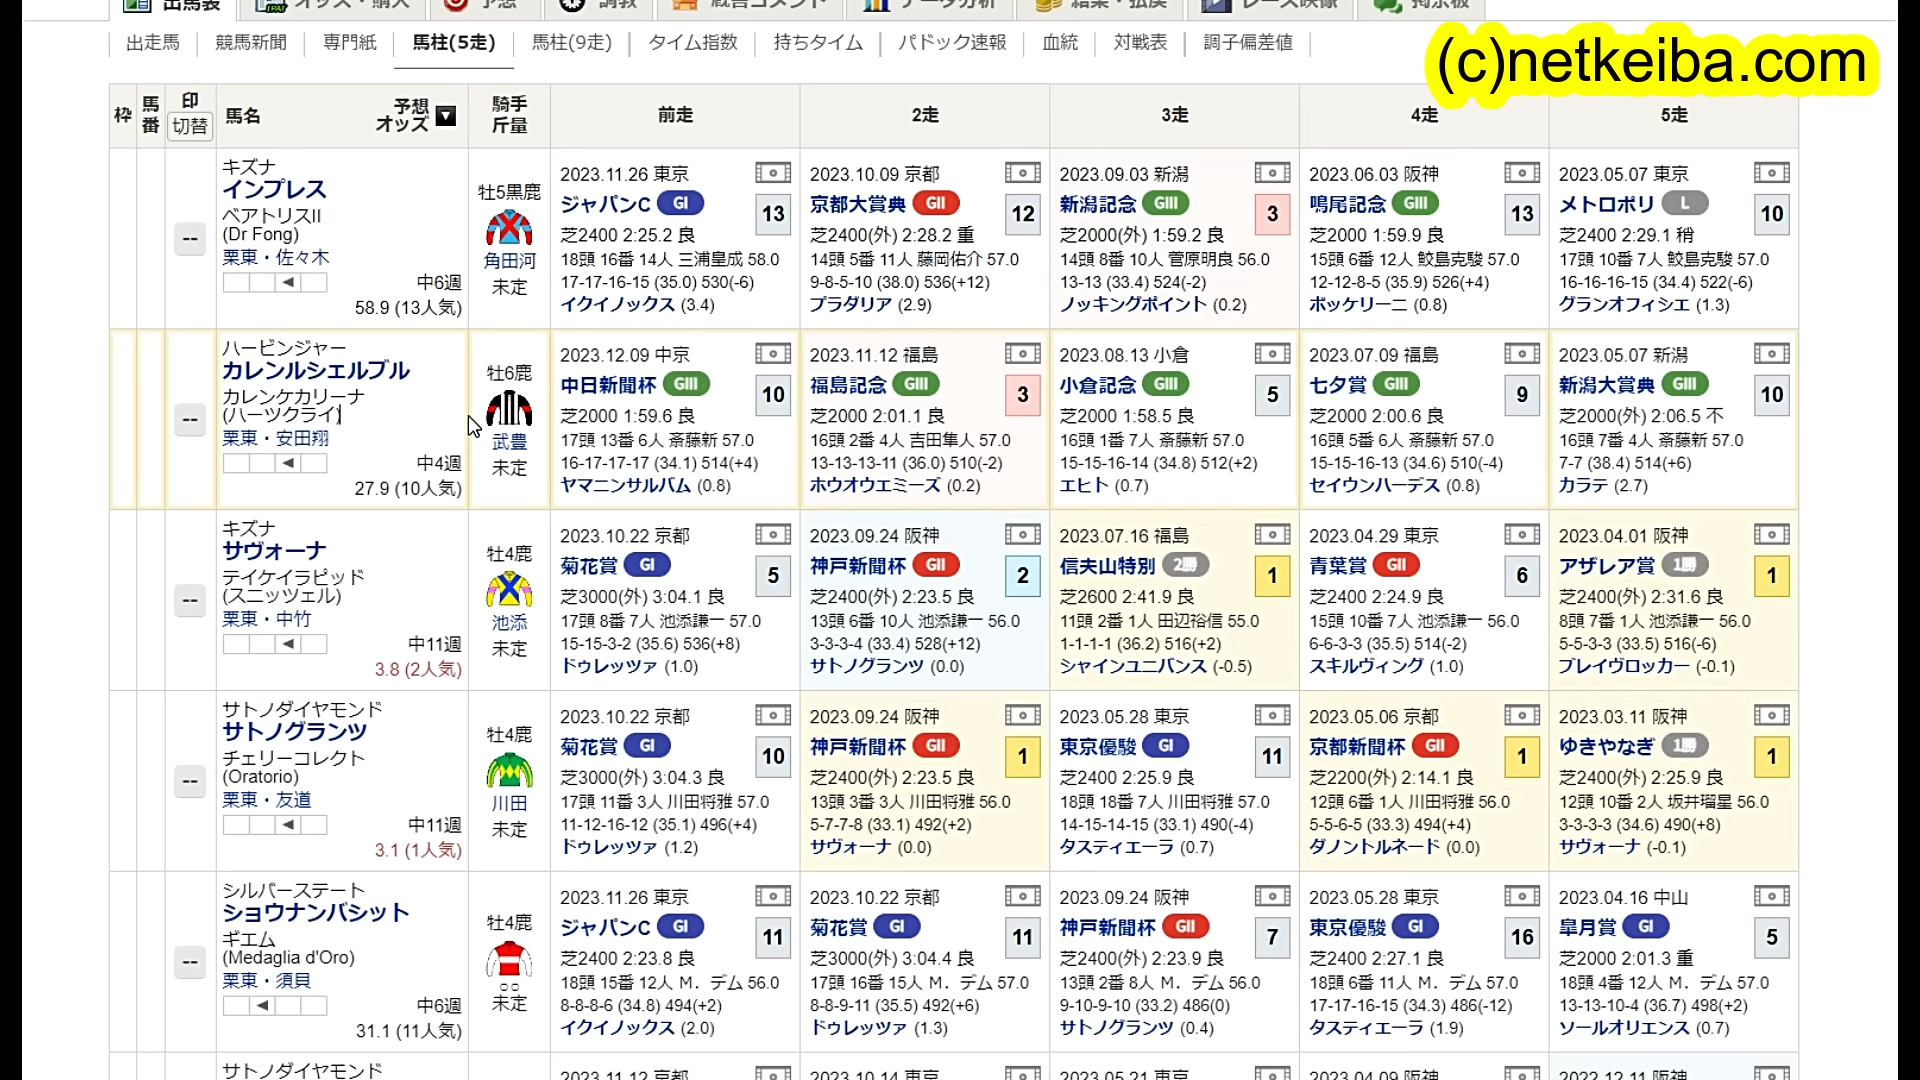 出馬表 オッズ・購入 予想 調教 厩舎コメント データ分析 結果・払戻 レース映像 掲示板
出走馬 競馬新聞 専門紙 馬柱(5走) 馬柱(9走) タイム指数 持ちタイム パドック速報 血統 対戦表 調子偏差値
(c)netkeiba.com
枠 馬番 印 切替 馬名 予想オッズ 騎手斤量 前走 2走 3走 4走 5走
キズナ
インプレス
ベアトリスII
(Dr Fong)
栗東・佐々木
中6週
58.9 (13人気)
--
牡5黒鹿
角田河
未定
2023.11.26 東京
ジャパンC GI 13
芝2400 2:25.2 良
18頭 16番 14人 三浦皇成 58.0
17-17-16-15 (35.0) 530(-6)
イクイノックス (3.4)
2023.10.09 京都
京都大賞典 GII 12
芝2400(外) 2:28.2 重
14頭 5番 11人 藤岡佑介 57.0
9-8-5-10 (38.0) 536(+12)
プラダリア (2.9)
2023.09.03 新潟
新潟記念 GIII 3
芝2000(外) 1:59.2 良
14頭 8番 10人 菅原明良 56.0
13-13 (33.4) 524(-2)
ノッキングポイント (0.2)
2023.06.03 阪神
鳴尾記念 GIII 13
芝2000 1:59.9 良
15頭 6番 12人 鮫島克駿 57.0
12-12-8-5 (35.9) 526(+4)
ボッケリーニ (0.8)
2023.05.07 東京
メトロポリ L 10
芝2400 2:29.1 稍
17頭 10番 7人 鮫島克駿 57.0
16-16-16-15 (34.4) 522(-6)
グランオフィシエ (1.3)
ハービンジャー
カレンルシェルブル
カレンケカリーナ
(ハーツクライ)
栗東・安田翔
中4週
27.9 (10人気)
--
牡6鹿
武豊
未定
2023.12.09 中京
中日新聞杯 GIII 10
芝2000 1:59.6 良
17頭 13番 6人 斎藤新 57.0
16-17-17-17 (34.1) 514(+4)
ヤマニンサルバム (0.8)
2023.11.12 福島
福島記念 GIII 3
芝2000 2:01.1 良
16頭 2番 4人 吉田隼人 57.0
13-13-13-11 (36.0) 510(-2)
ホウオウエミーズ (0.2)
2023.08.13 小倉
小倉記念 GIII 5
芝2000 1:58.5 良
16頭 1番 7人 斎藤新 57.0
15-15-16-14 (34.8) 512(+2)
エヒト (0.7)
2023.07.09 福島
七夕賞 GIII 9
芝2000 2:00.6 良
16頭 5番 6人 斎藤新 57.0
15-15-16-13 (34.6) 510(-4)
セイウンハーデス (0.8)
2023.05.07 新潟
新潟大賞典 GIII 10
芝2000(外) 2:06.5 不
16頭 7番 4人 斎藤新 57.0
7-7 (38.4) 514(+6)
カラテ (2.7)
キズナ
サヴォーナ
テイケイラピッド
(スニッツェル)
栗東・中竹
中11週
3.8 (2人気)
--
牡4鹿
池添
未定
2023.10.22 京都
菊花賞 GI 5
芝3000(外) 3:04.1 良
17頭 8番 7人 池添謙一 57.0
15-15-3-2 (35.6) 536(+8)
ドゥレッツァ (1.0)
2023.09.24 阪神
神戸新聞杯 GII 2
芝2400(外) 2:23.5 良
13頭 6番 10人 池添謙一 56.0
3-3-3-4 (33.4) 528(+12)
サトノグランツ (0.0)
2023.07.16 福島
信夫山特別 2勝 1
芝2600 2:41.9 良
11頭 2番 1人 田辺裕信 55.0
1-1-1-1 (36.2) 516(+2)
シャインユニバンス (-0.5)
2023.04.29 東京
青葉賞 GII 6
芝2400 2:24.9 良
15頭 10番 7人 池添謙一 56.0
6-6-3-3 (35.5) 514(-2)
スキルヴィング (1.0)
2023.04.01 阪神
アザレア賞 1勝 1
芝2400(外) 2:31.6 良
8頭 7番 1人 池添謙一 56.0
5-5-3-3 (33.5) 516(-6)
ブレイヴロッカー (-0.1)
サトノダイヤモンド
サトノグランツ
チェリーコレクト
(Oratorio)
栗東・友道
中11週
3.1 (1人気)
--
牡4鹿
川田
未定
2023.10.22 京都
菊花賞 GI 10
芝3000(外) 3:04.3 良
17頭 11番 3人 川田将雅 57.0
11-12-16-12 (35.1) 496(+4)
ドゥレッツァ (1.2)
2023.09.24 阪神
神戸新聞杯 GII 1
芝2400(外) 2:23.5 良
13頭 3番 3人 川田将雅 56.0
5-7-7-8 (33.1) 492(+2)
サヴォーナ (0.0)
2023.05.28 東京
東京優駿 GI 11
芝2400 2:25.9 良
18頭 18番 7人 川田将雅 57.0
14-15-14-15 (33.1) 490(-4)
タスティエーラ (0.7)
2023.05.06 京都
京都新聞杯 GII 1
芝2200(外) 2:14.1 良
12頭 6番 1人 川田将雅 56.0
5-5-6-5 (33.3) 494(+4)
ダノントルネード (0.0)
2023.03.11 阪神
ゆきやなぎ 1勝 1
芝2400(外) 2:25.9 良
12頭 10番 2人 坂井瑠星 56.0
3-3-3-3 (34.6) 490(+8)
サヴォーナ (-0.1)
シルバーステート
ショウナンバシット
ギエム
(Medaglia d'Oro)
栗東・須貝
中6週
31.1 (11人気)
--
牡4鹿
○○
未定
2023.11.26 東京
ジャパンC GI 11
芝2400 2:23.8 良
18頭 15番 12人 M.デム 56.0
8-8-8-6 (34.8) 494(+2)
イクイノックス (2.0)
2023.10.22 京都
菊花賞 GI 11
芝3000(外) 3:04.4 良
17頭 16番 15人 M.デム 57.0
8-8-9-11 (35.5) 492(+6)
ドゥレッツァ (1.3)
2023.09.24 阪神
神戸新聞杯 GII 7
芝2400(外) 2:23.9 良
13頭 2番 8人 M.デム 56.0
9-10-9-10 (33.2) 486(0)
サトノグランツ (0.4)
2023.05.28 東京
東京優駿 GI 16
芝2400 2:27.1 良
18頭 6番 11人 M.デム 57.0
17-17-16-15 (34.3) 486(-12)
タスティエーラ (1.9)
2023.04.16 中山
皐月賞 GI 5
芝2000 2:01.3 重
18頭 4番 12人 M.デム 57.0
13-13-10-4 (36.7) 498(+2)
ソールオリエンス (0.7)
サトノダイヤモンド
2023.11.12 京都 2023.10.14 東京 2023.05.21 東京 2023.04.09 阪神 2022.12.11 阪神